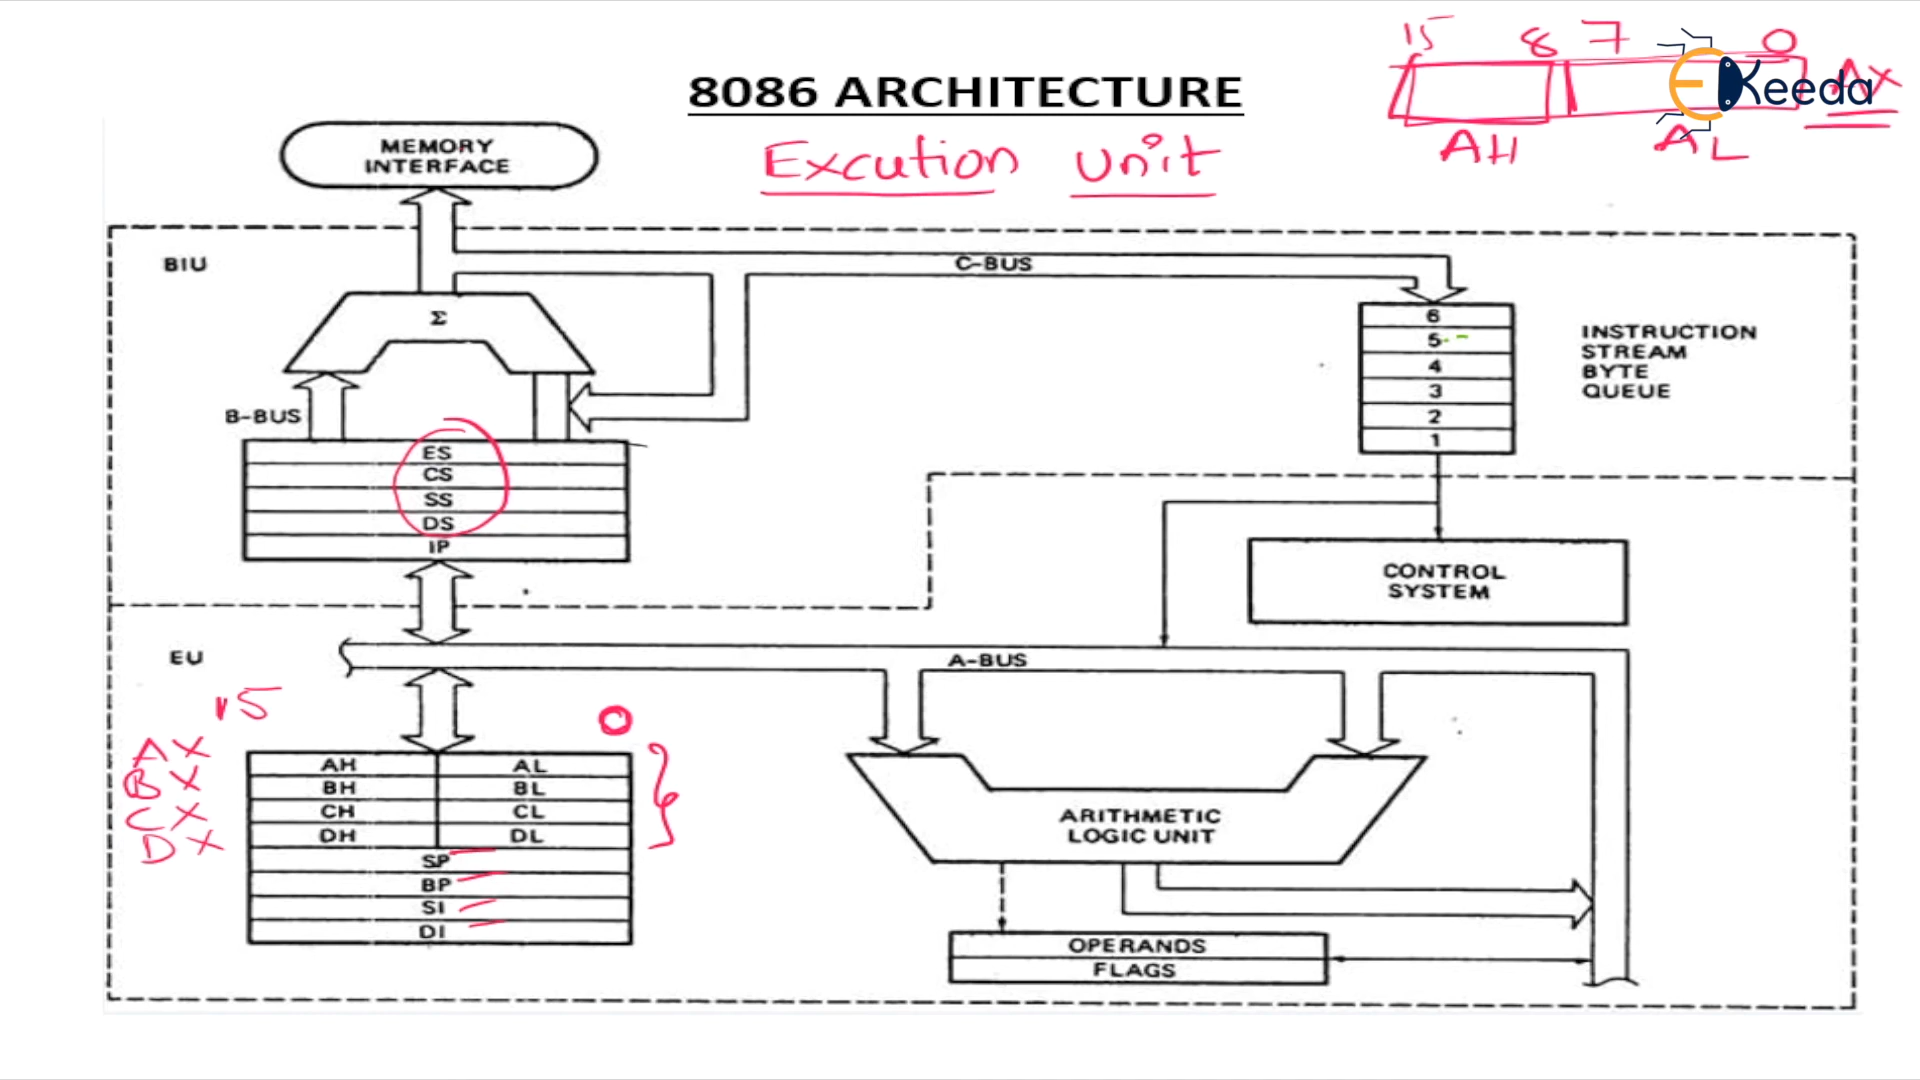 15 8 7 0
8086 ARCHITECTURE
Keeda AX
AH AL
Excution Unit
MEMORY
INTERFACE
BIU
C-BUS
Σ
6
5
4
3
2
1
INSTRUCTION
STREAM
BYTE
QUEUE
B-BUS
ES
CS
SS
DS
IP
CONTROL
SYSTEM
EU
A-BUS
15
0
AX
BX
CX
DX
AH AL
BH BL
CH CL
DH DL
SP
BP
SI
DI
ARITHMETIC
LOGIC UNIT
OPERANDS
FLAGS